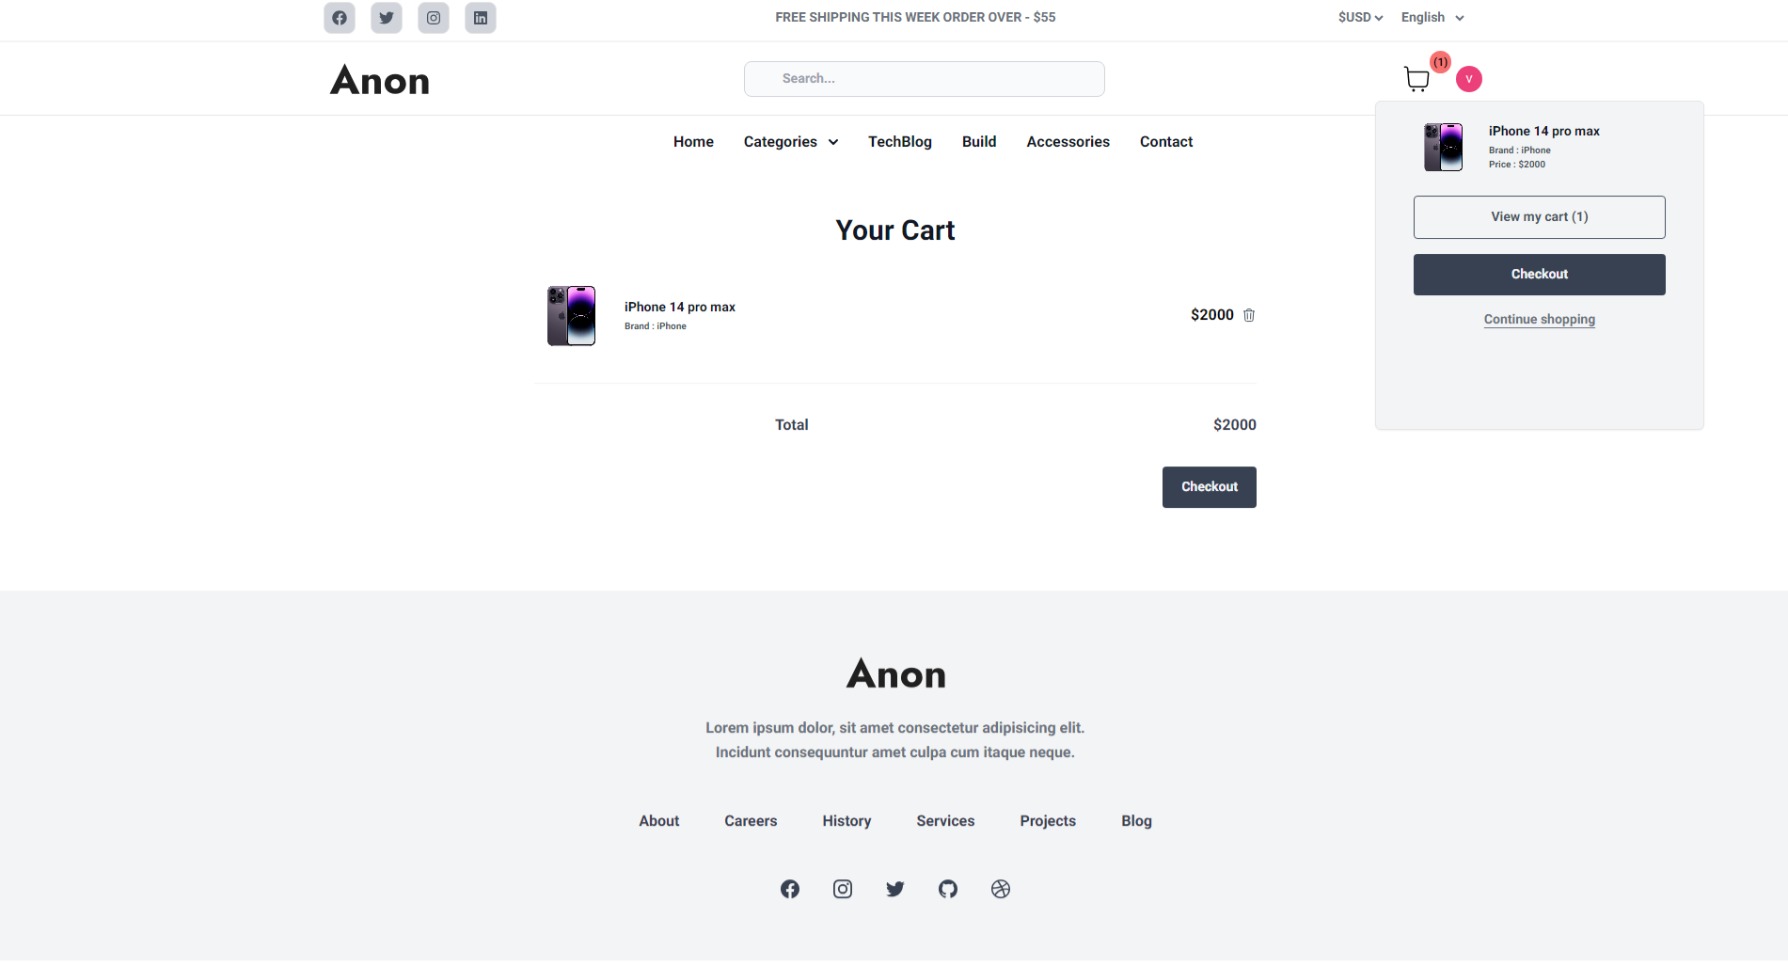 FREE SHIPPING THIS WEEK ORDER OVER - $55
$USD
English
Anon
Search...
(1)
V
Home
Categories
TechBlog
Build
Accessories
Contact
iPhone 14 pro max
Brand : iPhone
Price : $2000
View my cart (1)
Checkout
Continue shopping
Your Cart
iPhone 14 pro max
Brand : iPhone
$2000
Total
$2000
Checkout
Anon
Lorem ipsum dolor, sit amet consectetur adipisicing elit.
Incidunt consequuntur amet culpa cum itaque neque.
About
Careers
History
Services
Projects
Blog